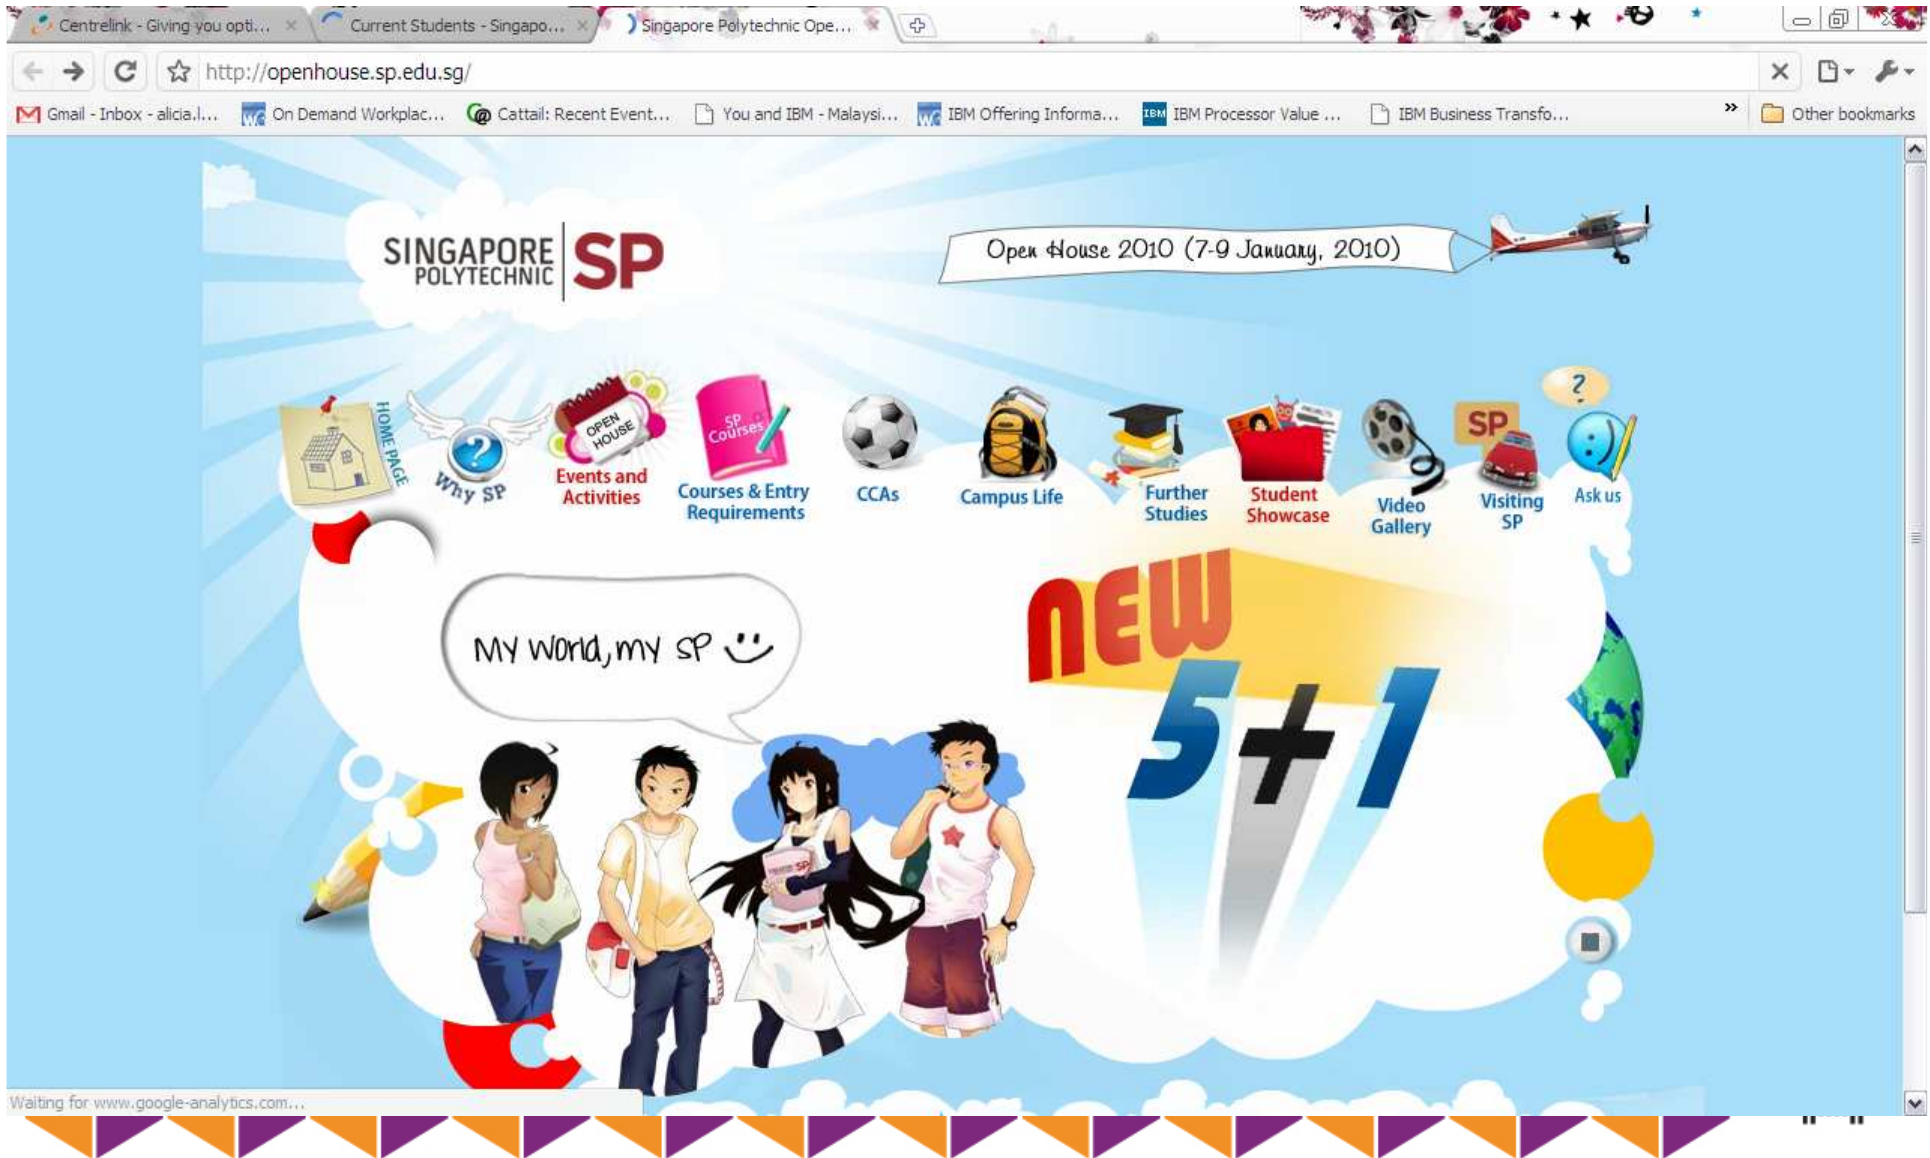 Centrelink - Giving you opti...
Current Students - Singapo...
Singapore Polytechnic Ope...
http://openhouse.sp.edu.sg/
Gmail - Inbox - alicia.l...
On Demand Workplac...
Cattail: Recent Event...
You and IBM - Malaysi...
IBM Offering Informa...
IBM
IBM Processor Value ...
IBM Business Transfo...
»
Other bookmarks
SINGAPORE
POLYTECHNIC
SP
Open House 2010 (7-9 January, 2010)
HOME PAGE
?
Why SP
OPEN
HOUSE
Events and
Activities
SP
Courses
Courses & Entry
Requirements
CCAs
Campus Life
Further
Studies
Student
Showcase
Video
Gallery
SP
Visiting
SP
?
Ask us
My world, my SP
NEW
5+1
SP
Waiting for www.google-analytics.com...